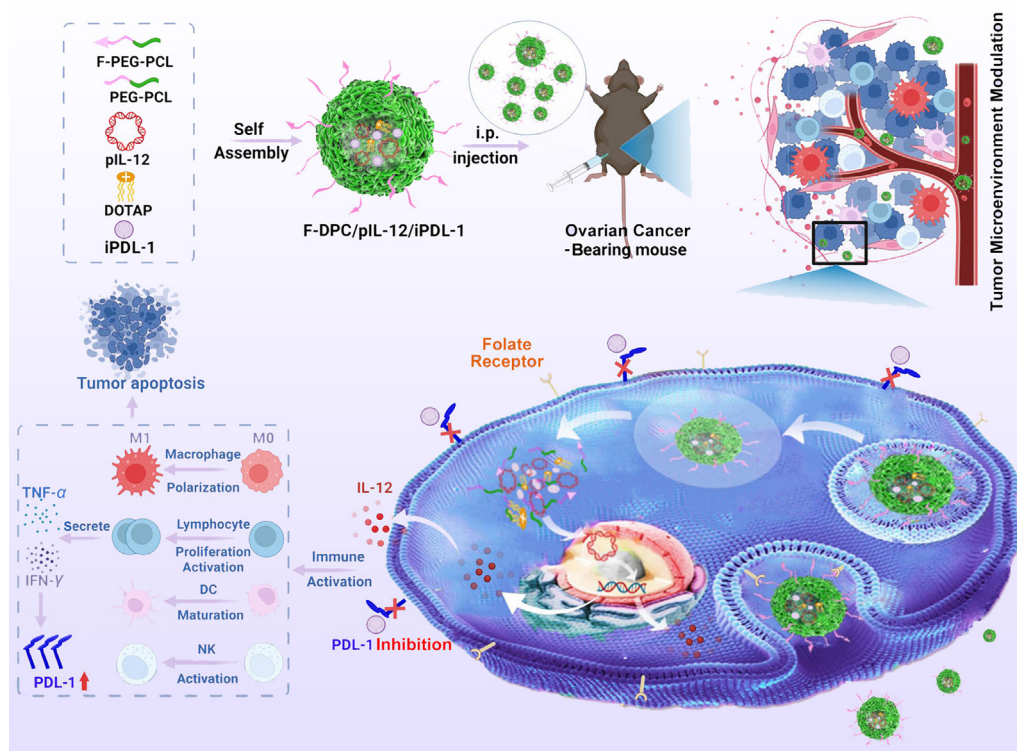 F-PEG-PCL
PEG-PCL
pIL-12
DOTAP
iPDL-1
Self
Assembly
F-DPC/pIL-12/iPDL-1
i.p.
injection
Ovarian Cancer
-Bearing mouse
Tumor Microenvironment Modulation
Tumor apoptosis
M1
M0
Macrophage
Polarization
TNF-α
Secrete
Lymphocyte
Proliferation
Activation
IFN-γ
DC
Maturation
NK
Activation
PDL-1
Immune
Activation
IL-12
Folate
Receptor
PDL-1 Inhibition